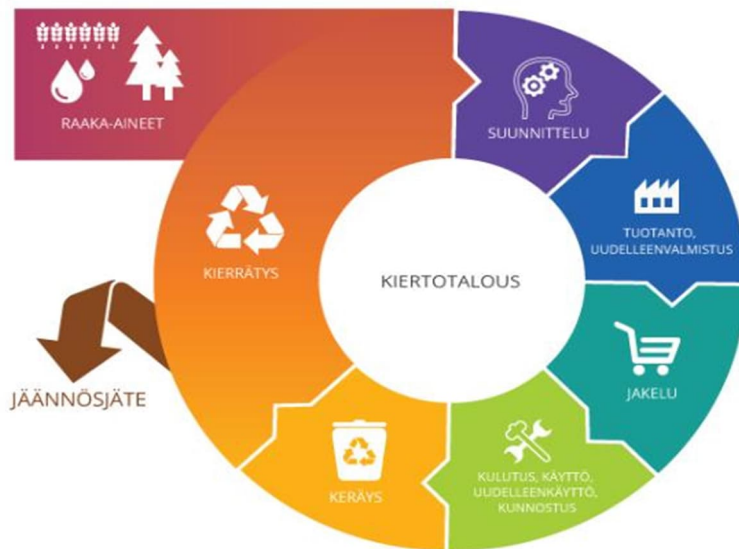 RAAKA-AINEET
SUUNNITTELU
TUOTANTO,
UUDELLEENVALMISTUS
KIERRÄTYS
KIERTOTALOUS
JAKELU
JÄÄNNÖSJÄTE
KULUTUS, KÄYTTÖ,
UUDELLEENKÄYTTÖ,
KUNNOSTUS
KERÄYS